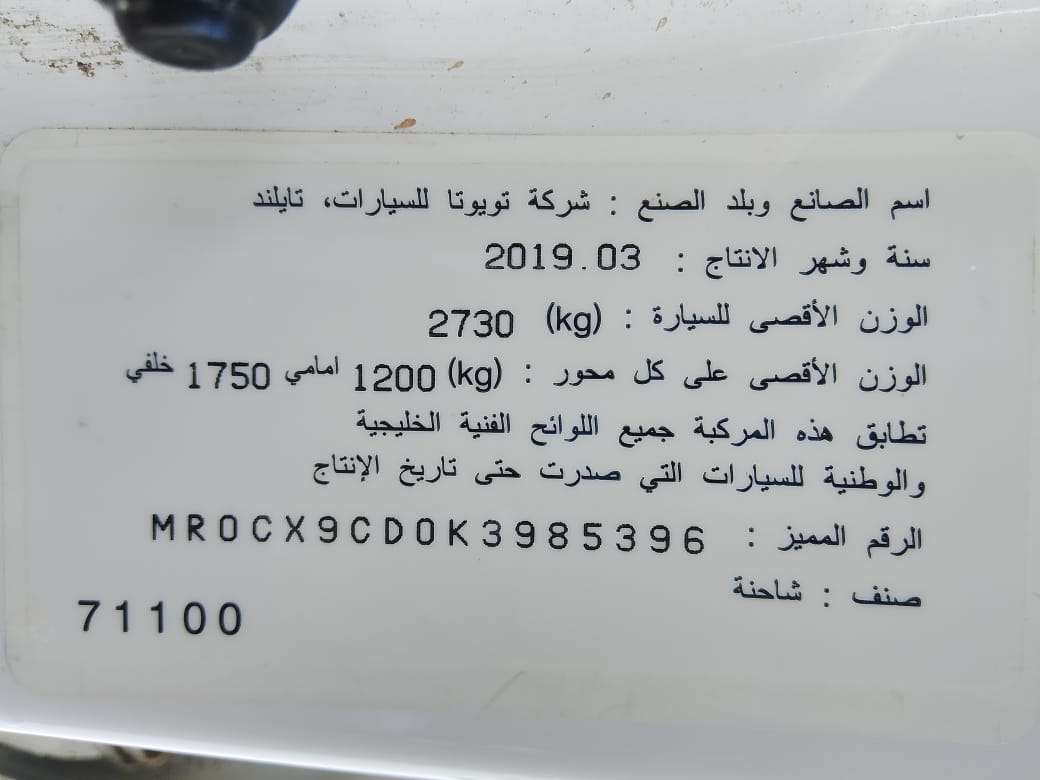 اسم الصانع وبلد الصنع : شركة تويوتا للسيارات، تايلند
سنة وشهر الانتاج : 2019.03
الوزن الأقصى للسيارة : (kg) 2730
الوزن الأقصى على كل محور : (kg) 1200 امامي 1750 خلفي
تطابق هذه المركبة جميع اللوائح الفنية الخليجية
والوطنية للسيارات التي صدرت حتى تاريخ الإنتاج
الرقم المميز : MR0CX9CD0K3985396
صنف : شاحنة
71100